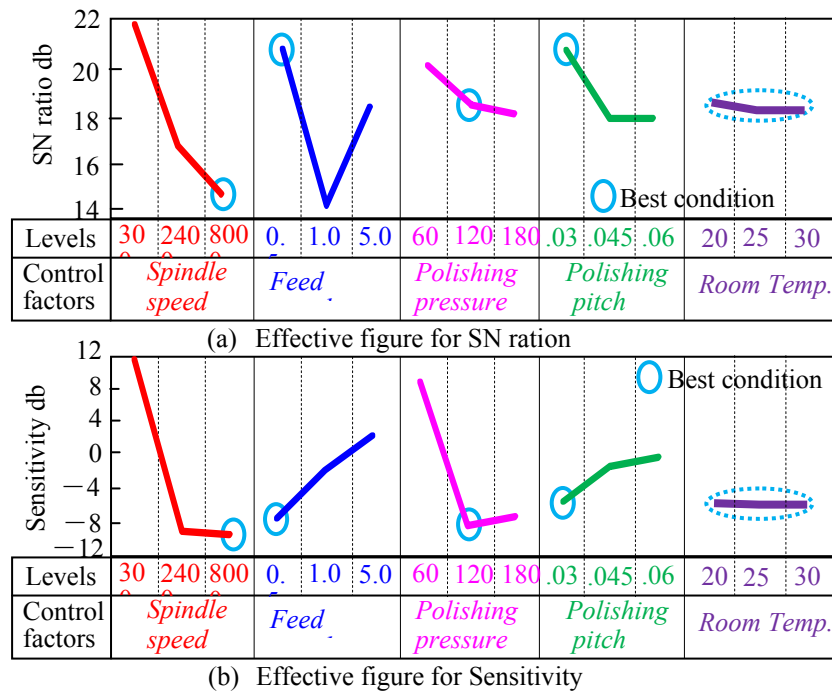 22
20
18
16
14
SN ratio db
Best condition
Levels 30 240 800 0. 1.0 5.0 60 120 180 .03 .045 .06 20 25 30
Control factors Spindle speed Feed Polishing pressure Polishing pitch Room Temp.
(a) Effective figure for SN ration
12
8
4
0
－4
－8
－12
Sensitivity db
Best condition
Levels 30 240 800 0. 1.0 5.0 60 120 180 .03 .045 .06 20 25 30
Control factors Spindle speed Feed Polishing pressure Polishing pitch Room Temp.
(b) Effective figure for Sensitivity